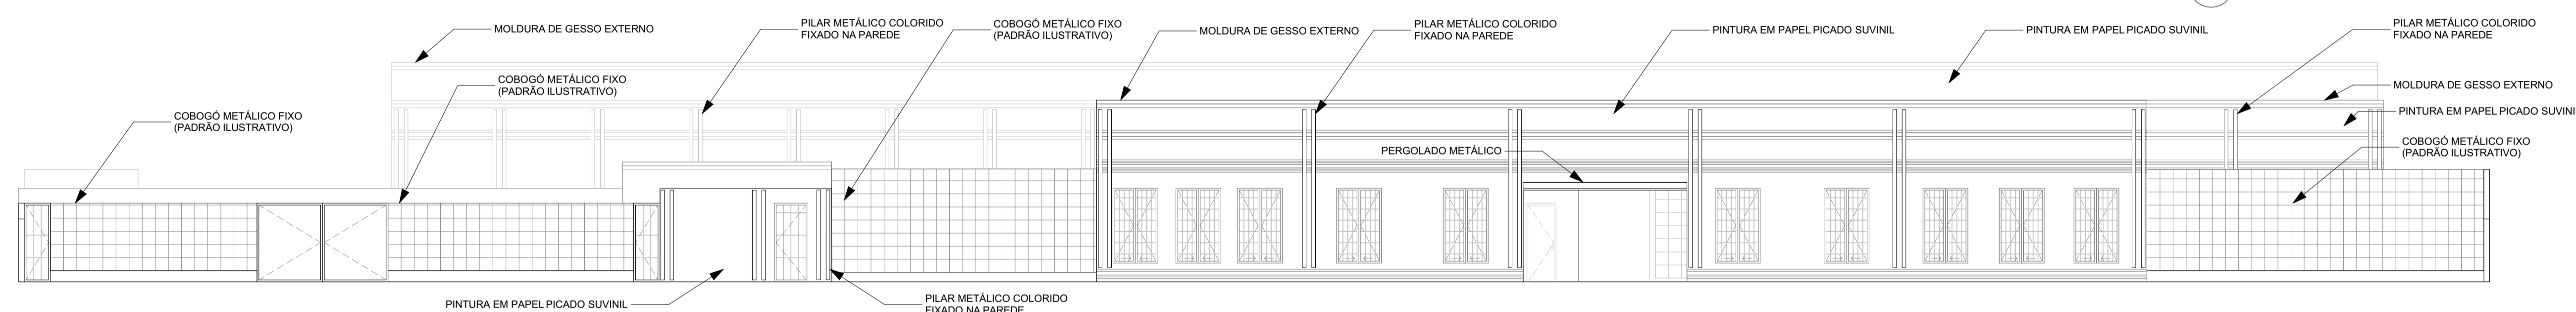 MOLDURA DE GESSO EXTERNO
PILAR METÁLICO COLORIDO
FIXADO NA PAREDE
COBOGÓ METÁLICO FIXO
(PADRÃO ILUSTRATIVO)
MOLDURA DE GESSO EXTERNO
PILAR METÁLICO COLORIDO
FIXADO NA PAREDE
PINTURA EM PAPEL PICADO SUVINIL
PINTURA EM PAPEL PICADO SUVINIL
PILAR METÁLICO COLORIDO
FIXADO NA PAREDE
COBOGÓ METÁLICO FIXO
(PADRÃO ILUSTRATIVO)
MOLDURA DE GESSO EXTERNO
COBOGÓ METÁLICO FIXO
(PADRÃO ILUSTRATIVO)
PINTURA EM PAPEL PICADO SUVINI
PERGOLADO METÁLICO
COBOGÓ METÁLICO FIXO
(PADRÃO ILUSTRATIVO)
PINTURA EM PAPEL PICADO SUVINIL
PILAR METÁLICO COLORIDO
FIXADO NA PAREDE